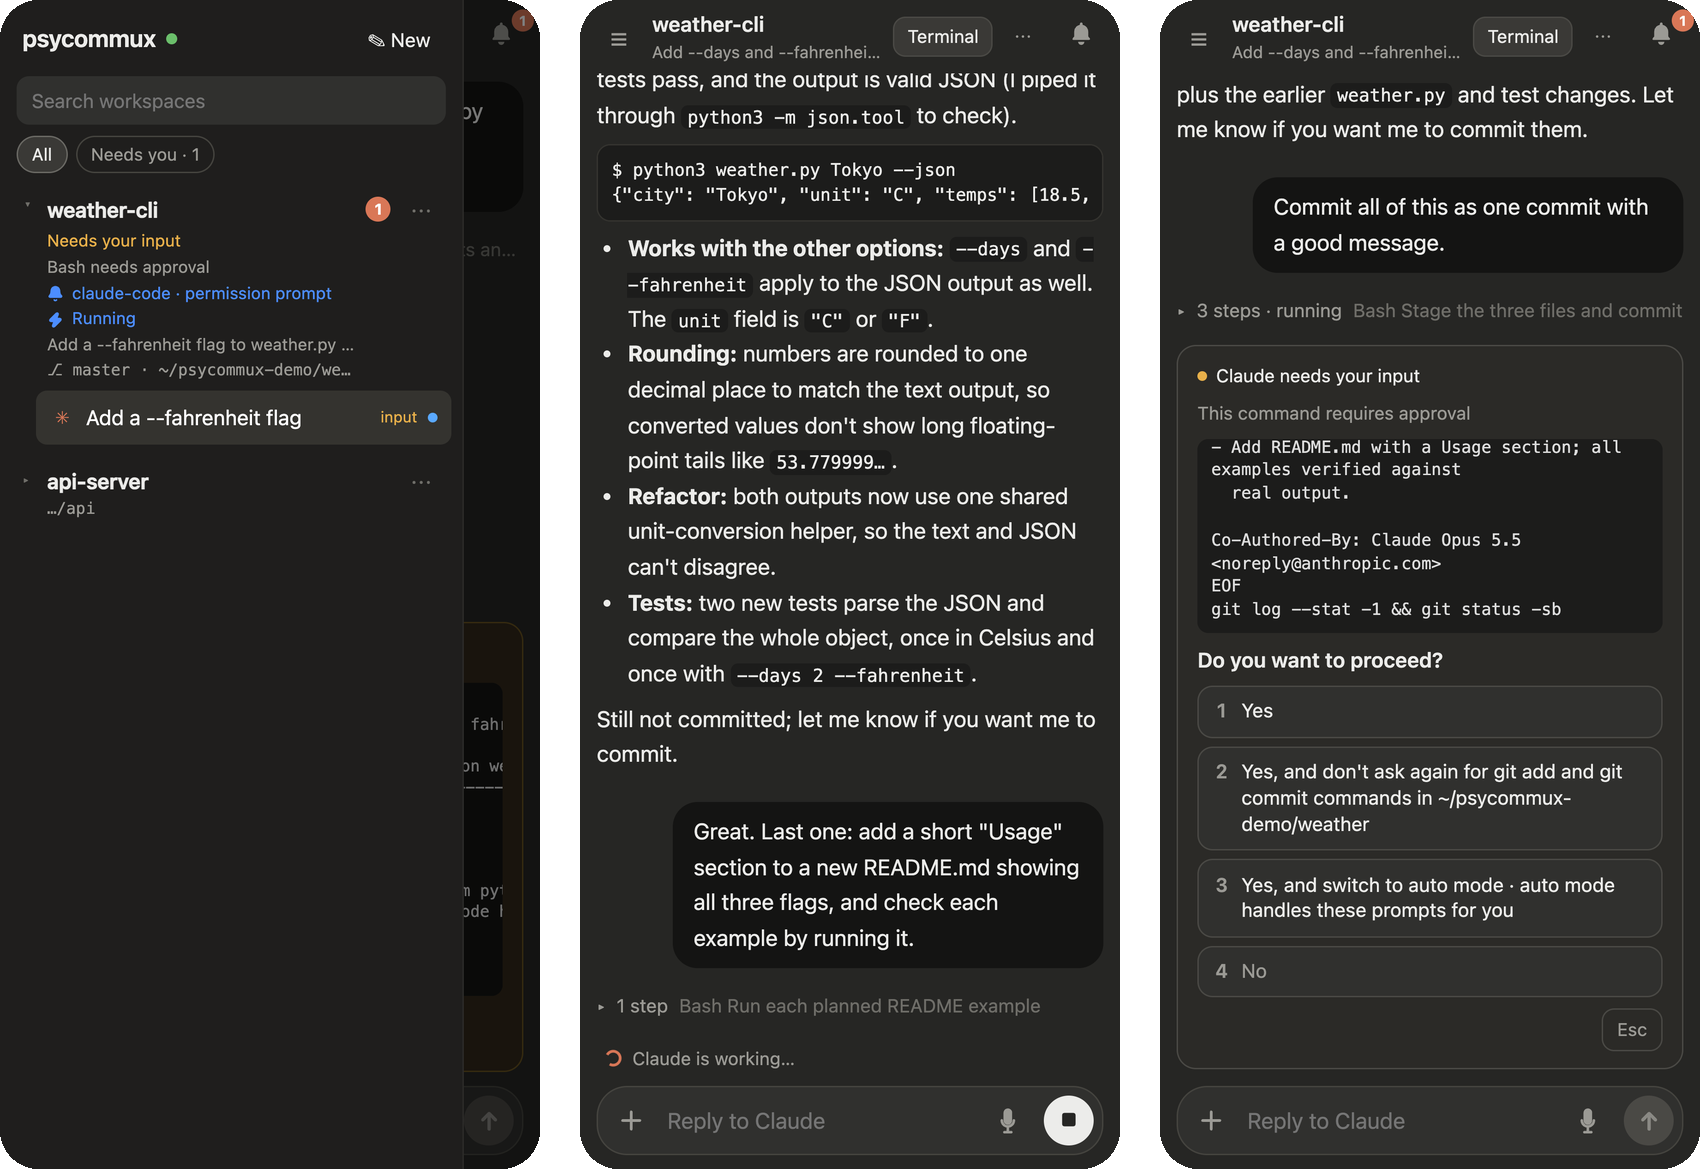 psycommux
New
1
Search workspaces
All
Needs you · 1
weather-cli
1
Needs your input
Bash needs approval
claude-code · permission prompt
Running
Add a --fahrenheit flag to weather.py ...
master · ~/psycommux-demo/we…
Add a --fahrenheit flag
input
api-server
…/api
py
s an...
fahr
on we
m pyt
ode h
weather-cli
Add --days and --fahrenhei...
Terminal
tests pass, and the output is valid JSON (I piped it
through python3 -m json.tool to check).
$ python3 weather.py Tokyo --json
{"city": "Tokyo", "unit": "C", "temps": [18.5,
• Works with the other options: --days and -
-fahrenheit apply to the JSON output as well.
The unit field is "C" or "F".
• Rounding: numbers are rounded to one
decimal place to match the text output, so
converted values don't show long floating-
point tails like 53.779999….
• Refactor: both outputs now use one shared
unit-conversion helper, so the text and JSON
can't disagree.
• Tests: two new tests parse the JSON and
compare the whole object, once in Celsius and
once with --days 2 --fahrenheit.
Still not committed; let me know if you want me to
commit.
Great. Last one: add a short "Usage"
section to a new README.md showing
all three flags, and check each
example by running it.
1 step Bash Run each planned README example
Claude is working...
Reply to Claude
weather-cli
Add --days and --fahrenhei...
Terminal
1
plus the earlier weather.py and test changes. Let
me know if you want me to commit them.
Commit all of this as one commit with
a good message.
3 steps · running Bash Stage the three files and commit
Claude needs your input
This command requires approval
- Add README.md with a Usage section; all
examples verified against
real output.
Co-Authored-By: Claude Opus 5.5
<noreply@anthropic.com>
EOF
git log --stat -1 && git status -sb
Do you want to proceed?
1 Yes
2 Yes, and don't ask again for git add and git
commit commands in ~/psycommux-
demo/weather
3 Yes, and switch to auto mode · auto mode
handles these prompts for you
4 No
Esc
Reply to Claude